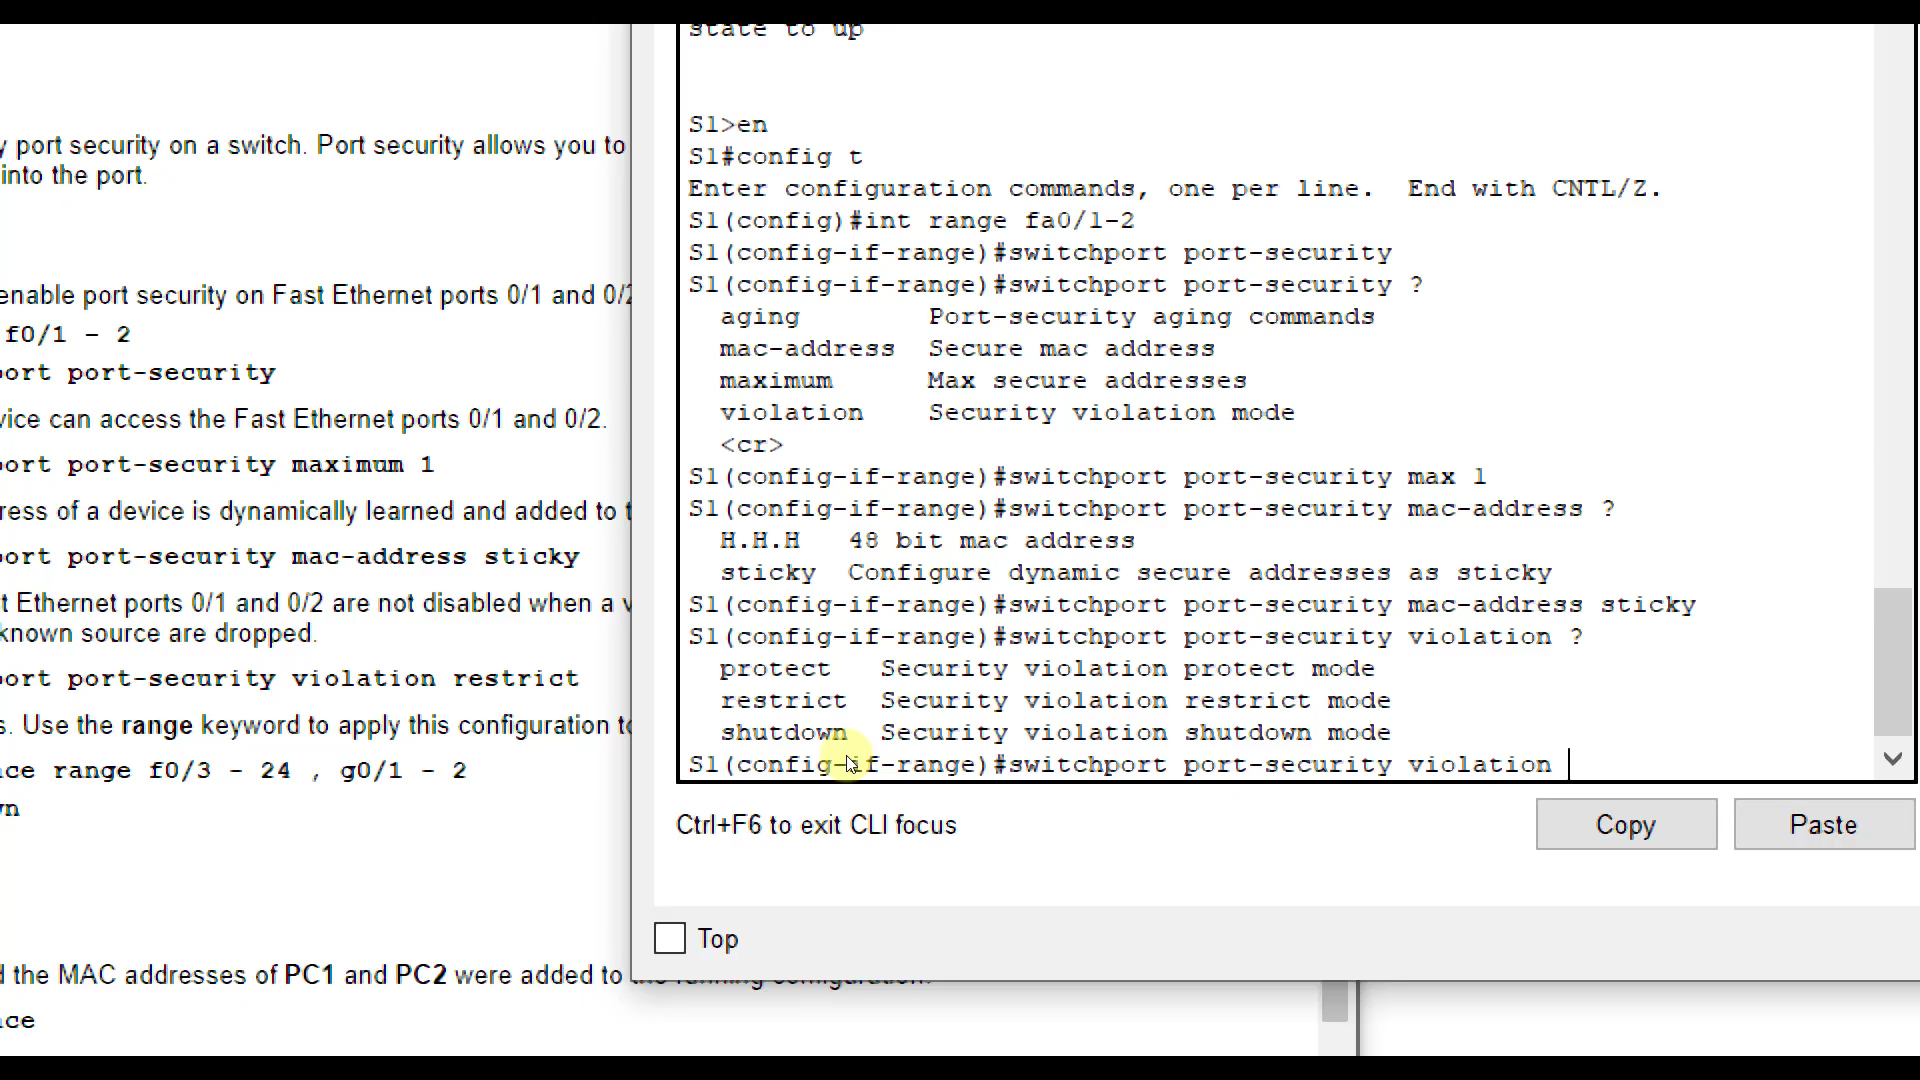 y port security on a switch. Port security allows you to
into the port.
enable port security on Fast Ethernet ports 0/1 and 0/2
f0/1 - 2
ort port-security
vice can access the Fast Ethernet ports 0/1 and 0/2.
ort port-security maximum 1
ress of a device is dynamically learned and added to t
ort port-security mac-address sticky
t Ethernet ports 0/1 and 0/2 are not disabled when a v
known source are dropped.
ort port-security violation restrict
s. Use the range keyword to apply this configuration to
ce range f0/3 - 24 , g0/1 - 2
wn
d the MAC addresses of PC1 and PC2 were added to the running configuration.
ce
state to up
S1>en
S1#config t
Enter configuration commands, one per line.  End with CNTL/Z.
S1(config)#int range fa0/1-2
S1(config-if-range)#switchport port-security
S1(config-if-range)#switchport port-security ?
aging        Port-security aging commands
mac-address  Secure mac address
maximum      Max secure addresses
violation    Security violation mode
<cr>
S1(config-if-range)#switchport port-security max 1
S1(config-if-range)#switchport port-security mac-address ?
H.H.H   48 bit mac address
sticky  Configure dynamic secure addresses as sticky
S1(config-if-range)#switchport port-security mac-address sticky
S1(config-if-range)#switchport port-security violation ?
protect   Security violation protect mode
restrict  Security violation restrict mode
shutdown  Security violation shutdown mode
S1(config-if-range)#switchport port-security violation
Ctrl+F6 to exit CLI focus
Copy
Paste
Top